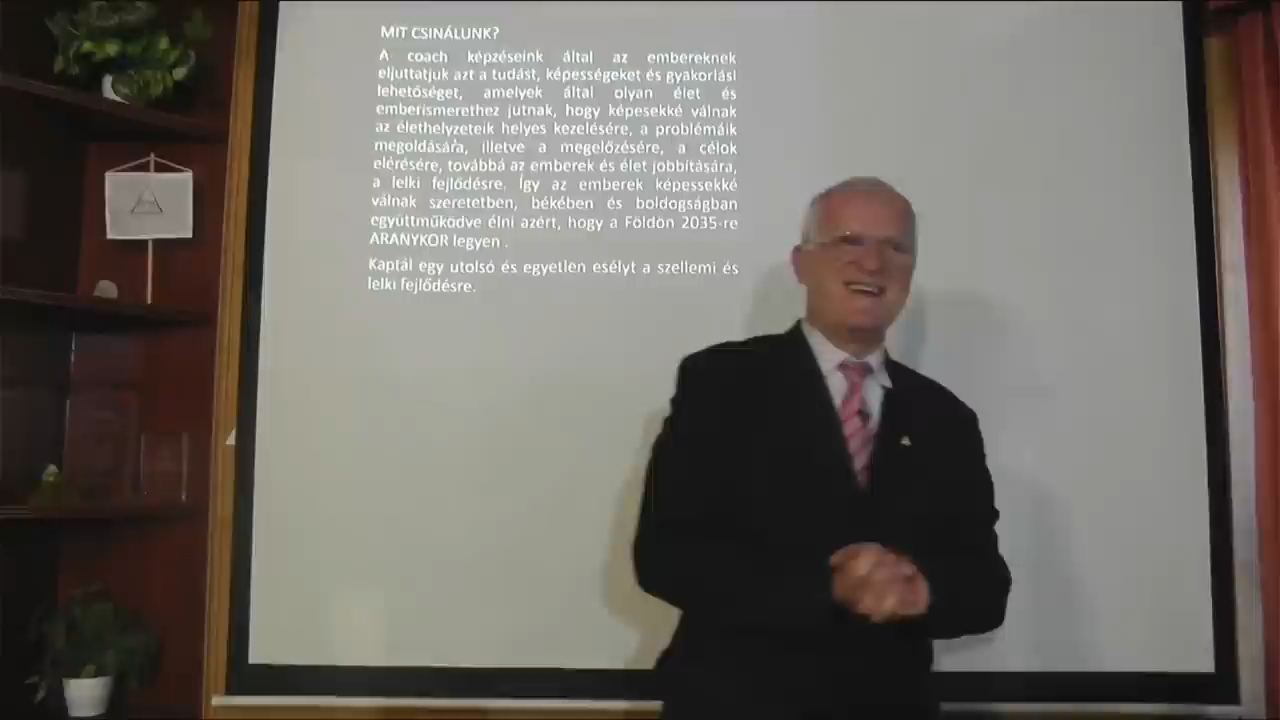 MIT CSINÁLUNK?
A coach képzéseink által az embereknek
eljuttatjuk azt a tudást, képességeket és gyakorlási
lehetőséget, amelyek által olyan élet és
emberismerethez jutnak, hogy képesekké válnak
az élethelyzeteik helyes kezelésére, a problémáik
megoldására, illetve a megelőzésére, a célok
elérésére, továbbá az emberek és élet jobbítására,
a lelki fejlődésre. Így az emberek képessekké
válnak szeretetben, békében és boldogságban
együttműködve élni azért, hogy a Földön 2035-re
ARANYKOR legyen .
Kaptál egy utolsó és egyetlen esélyt a szellemi és
lelki fejlődésre.